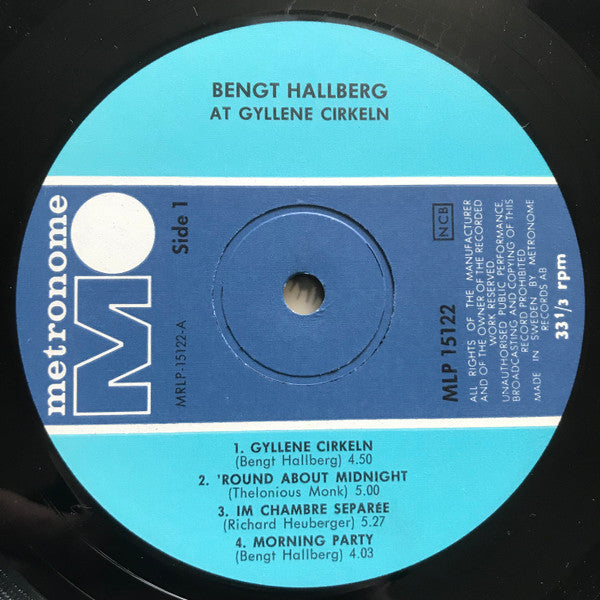 BENGT HALLBERG
AT GYLLENE CIRKELN
metronome
Side 1
MRLP-15122-A
NCB
MLP 15122
ALL RIGHTS OF THE MANUFACTURER
AND OF THE OWNER OF THE RECORDED
WORK RESERVED.
UNAUTHORISED PUBLIC PERFORMANCE,
BROADCASTING AND COPYING OF THIS
RECORD PROHIBITED.
MADE IN SWEDEN BY METRONOME
RECORDS AB
33 1/3 rpm
1. GYLLENE CIRKELN
(Bengt Hallberg) 4.50
2. 'ROUND ABOUT MIDNIGHT
(Thelonious Monk) 5.00
3. IM CHAMBRE SEPARÉE
(Richard Heuberger) 5.27
4. MORNING PARTY
(Bengt Hallberg) 4.03